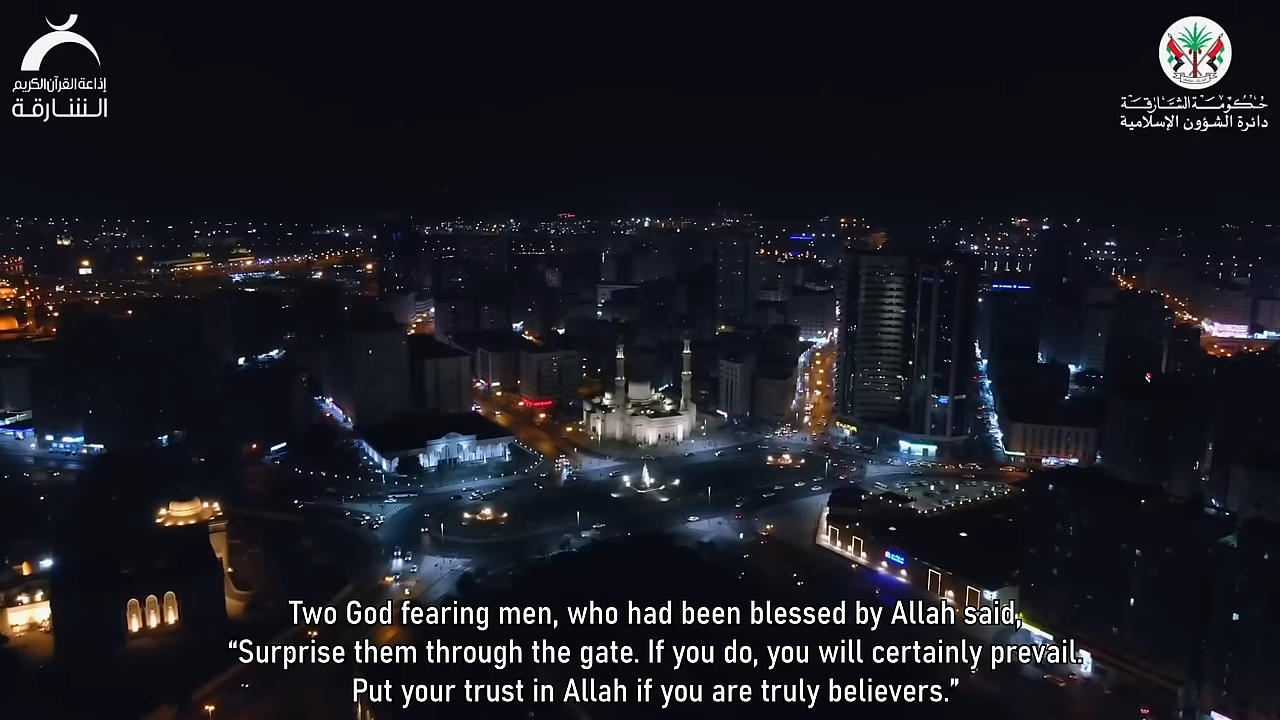 إذاعة القرآن الكريم
الشارقة
حكومة الشارقة
دائرة الشؤون الإسلامية
Two God fearing men, who had been blessed by Allah said,
“Surprise them through the gate. If you do, you will certainly prevail.
Put your trust in Allah if you are truly believers.”